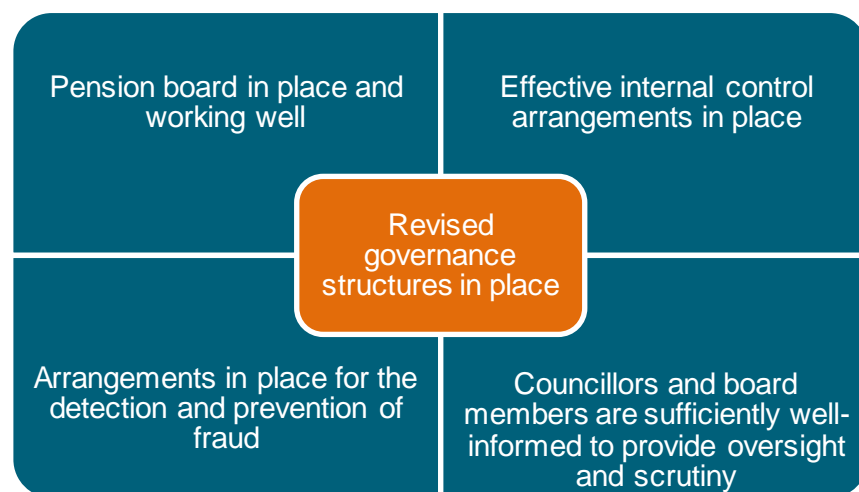 Pension board in place and
working well
Effective internal control
arrangements in place
Revised
governance
structures in place
Arrangements in place for the
detection and prevention of
fraud
Councillors and board
members are sufficiently well-
informed to provide oversight
and scrutiny